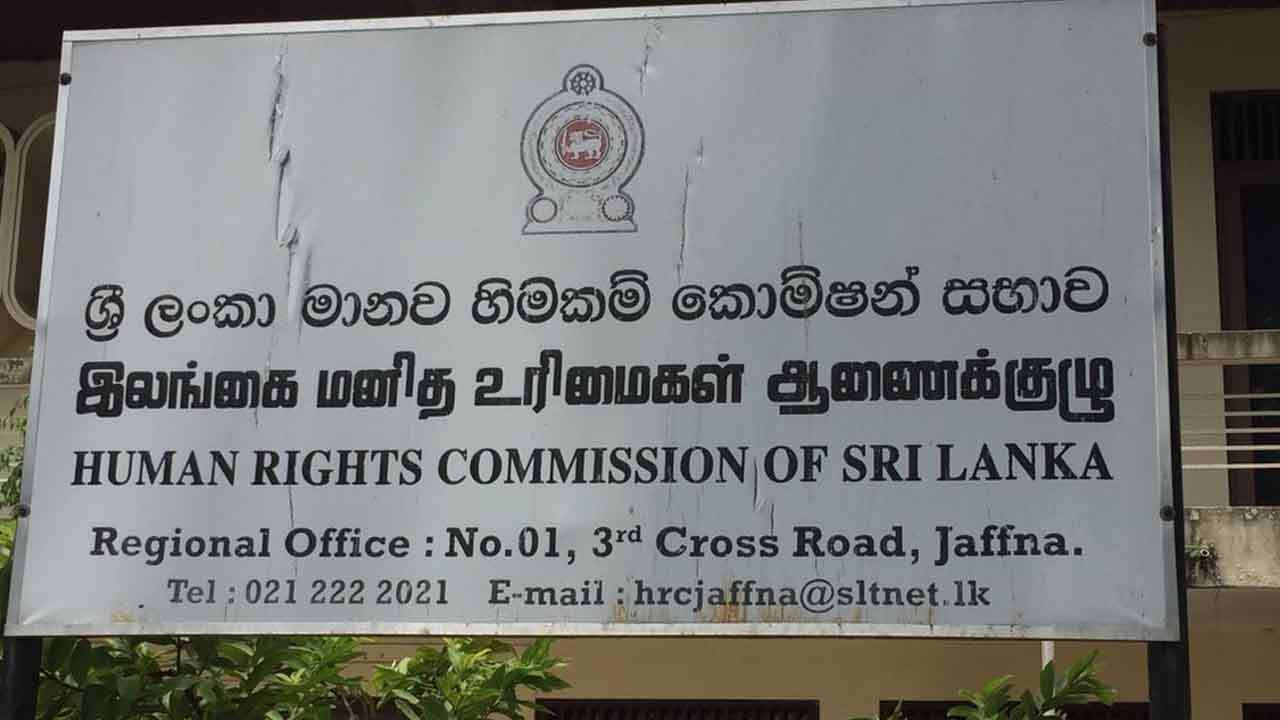 ශ්‍රී ලංකා මානව හිමිකම් කොමිෂන් සභාව
இலங்கை மனித உரிமைகள் ஆணைக்குழு
HUMAN RIGHTS COMMISSION OF SRI LANKA
Regional Office : No.01, 3rd Cross Road, Jaffna.
Tel : 021 222 2021 E-mail : hrcjaffna@sltnet.lk